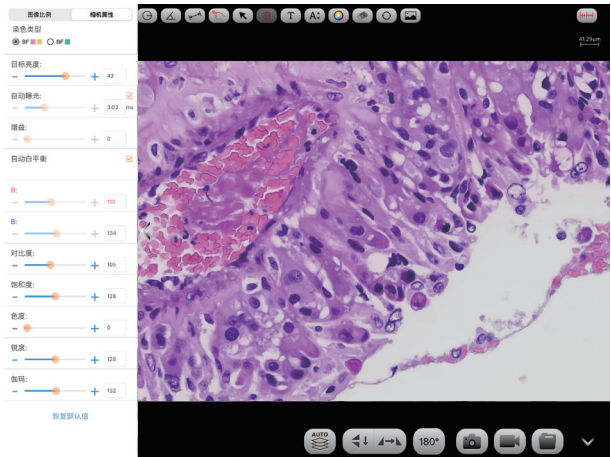 图像比例 相机属性
染色类型
BF BF
目标亮度:
- + 43
自动曝光:
- + 3.03 ms
增益:
- + 0
自动白平衡
R:
- + 110
B:
- + 134
对比度:
- + 105
饱和度:
- + 128
色度:
- + 0
锐度:
- + 128
伽玛:
- + 132
恢复默认值
T A
41.29μm
AUTO
180°